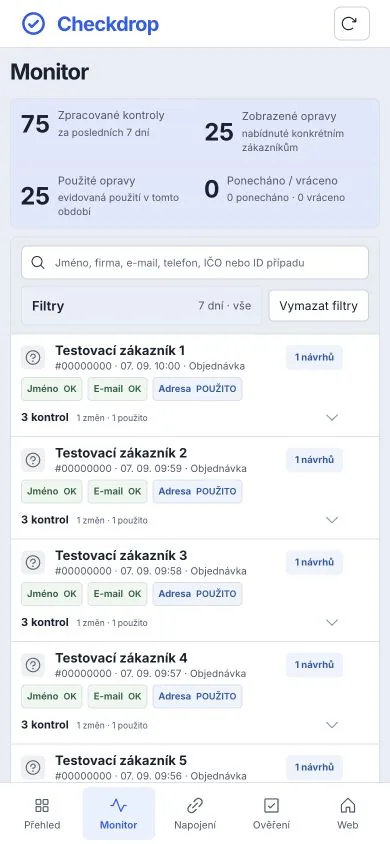 Checkdrop
Monitor
75 Zpracované kontroly
za posledních 7 dní
25 Zobrazené opravy
nabídnuté konkrétním
zákazníkům
25 Použité opravy
evidovaná použití v tomto
období
0 Ponecháno / vráceno
0 ponecháno · 0 vráceno
Jméno, firma, e-mail, telefon, IČO nebo ID případu
Filtry 7 dní · vše Vymazat filtry
Testovací zákazník 1 1 návrhů
#00000000 · 07. 09. 10:00 · Objednávka
Jméno OK E-mail OK Adresa POUŽITO
3 kontrol 1 změn · 1 použito
Testovací zákazník 2 1 návrhů
#00000000 · 07. 09. 09:59 · Objednávka
Jméno OK E-mail OK Adresa POUŽITO
3 kontrol 1 změn · 1 použito
Testovací zákazník 3 1 návrhů
#00000000 · 07. 09. 09:58 · Objednávka
Jméno OK E-mail OK Adresa POUŽITO
3 kontrol 1 změn · 1 použito
Testovací zákazník 4 1 návrhů
#00000000 · 07. 09. 09:57 · Objednávka
Jméno OK E-mail OK Adresa POUŽITO
3 kontrol 1 změn · 1 použito
Testovací zákazník 5 1 návrhů
#00000000 · 07. 09. 09:56 · Objednávka
Přehled Monitor Napojení Ověření Web